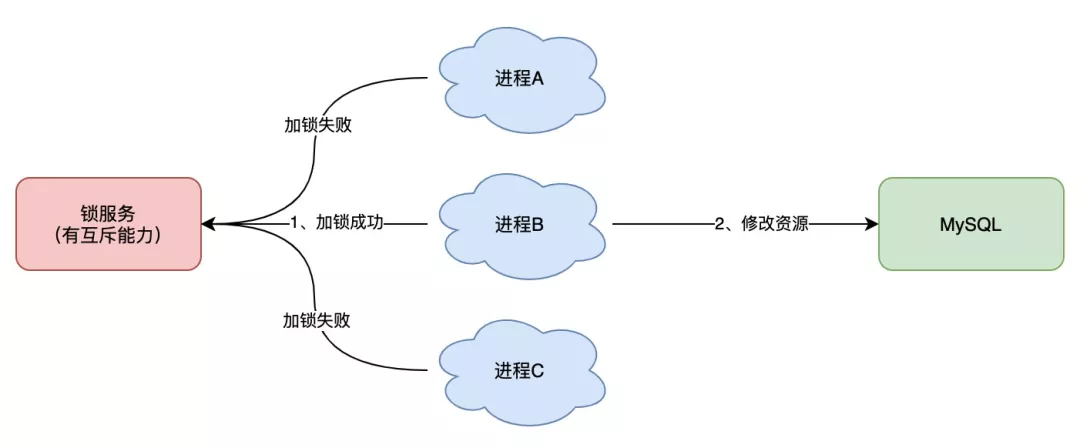 进程A
加锁失败
锁服务
（有互斥能力）
1、加锁成功
进程B
2、修改资源
MySQL
加锁失败
进程C